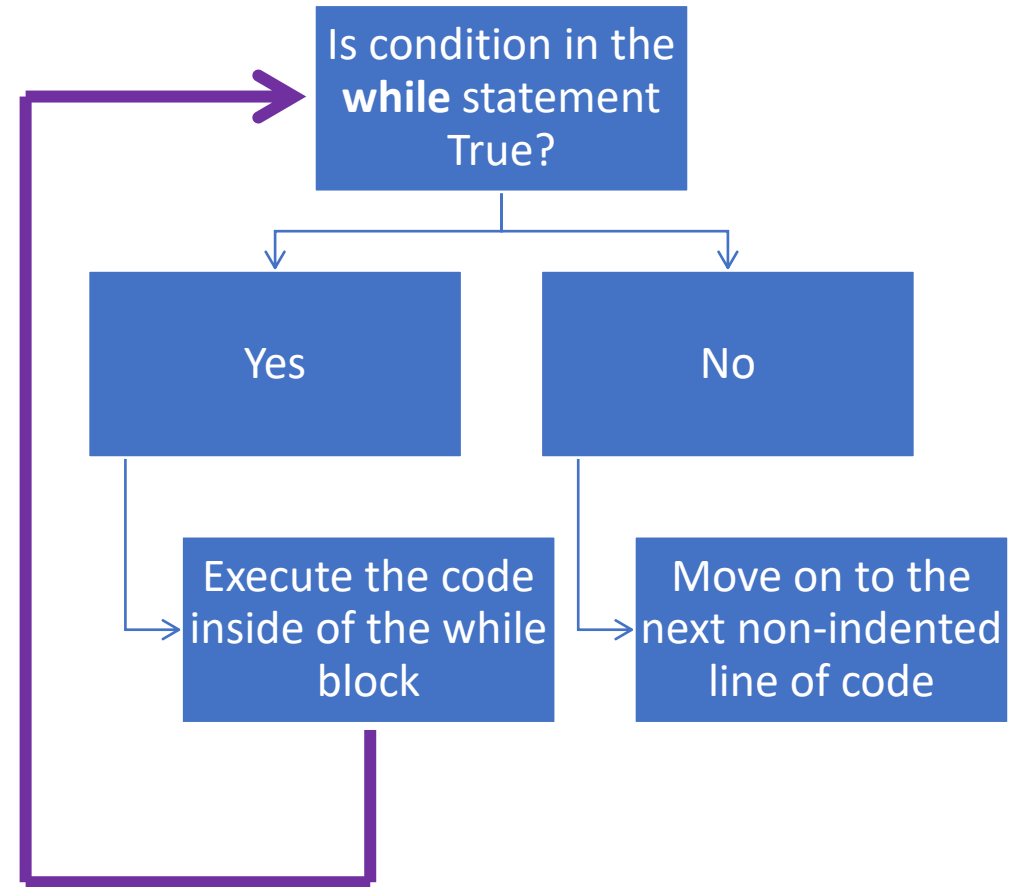 Is condition in the
while statement
True?
Yes
No
Execute the code
inside of the while
block
Move on to the
next non-indented
line of code